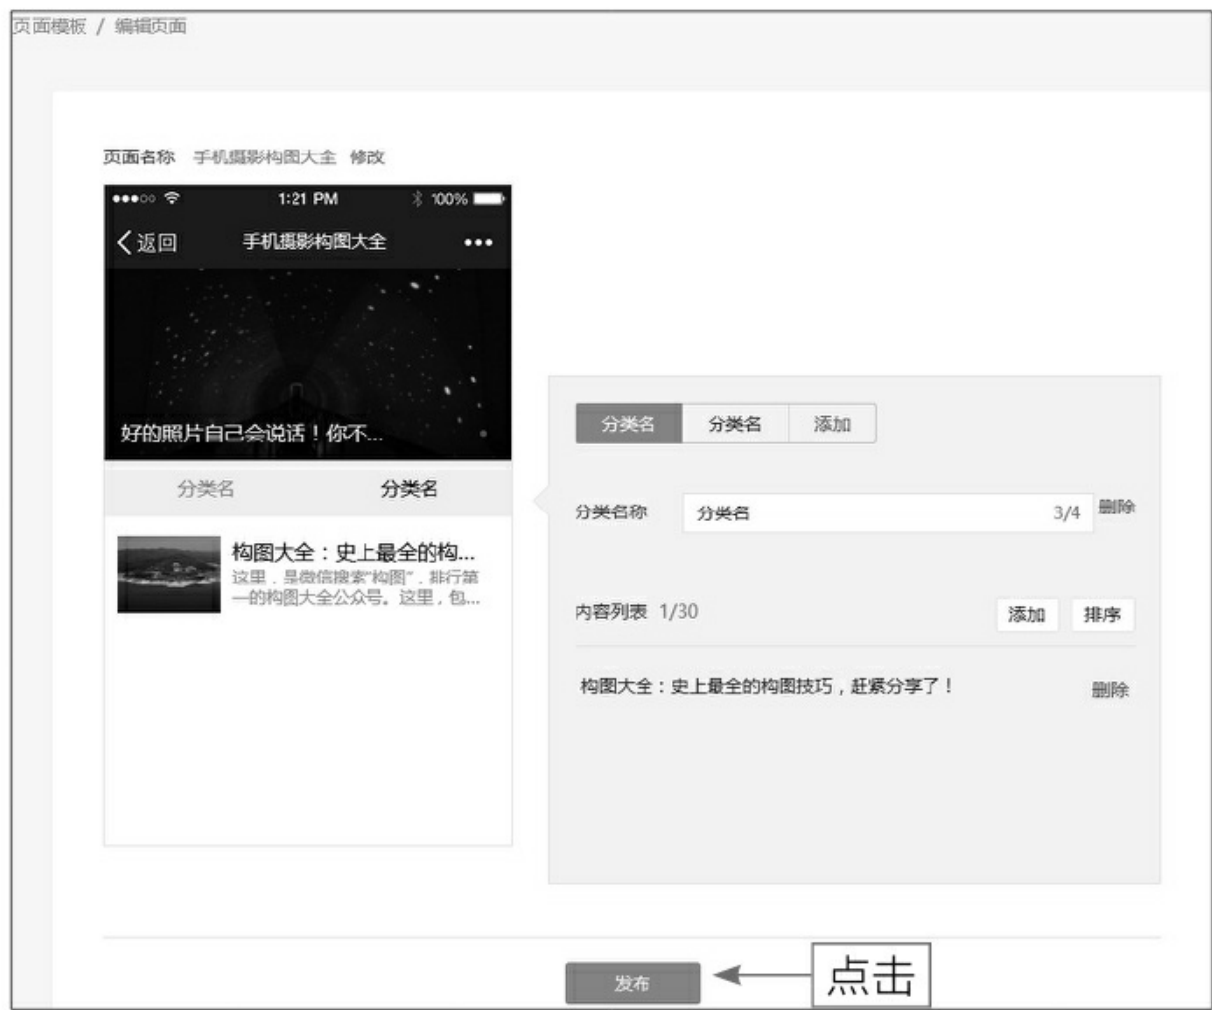 页面模板 / 编辑页面
页面名称 手机摄影构图大全 修改
1:21 PM 100%
返回 手机摄影构图大全 •••
好的照片自己会说话！你不...
分类名 分类名
构图大全：史上最全的构...
这里，是微信搜索“构图”，排行第
一的构图大全公众号。这里，包...
分类名 分类名 添加
分类名称 分类名 3/4 删除
内容列表 1/30 添加 排序
构图大全：史上最全的构图技巧，赶紧分享了！ 删除
发布 点击